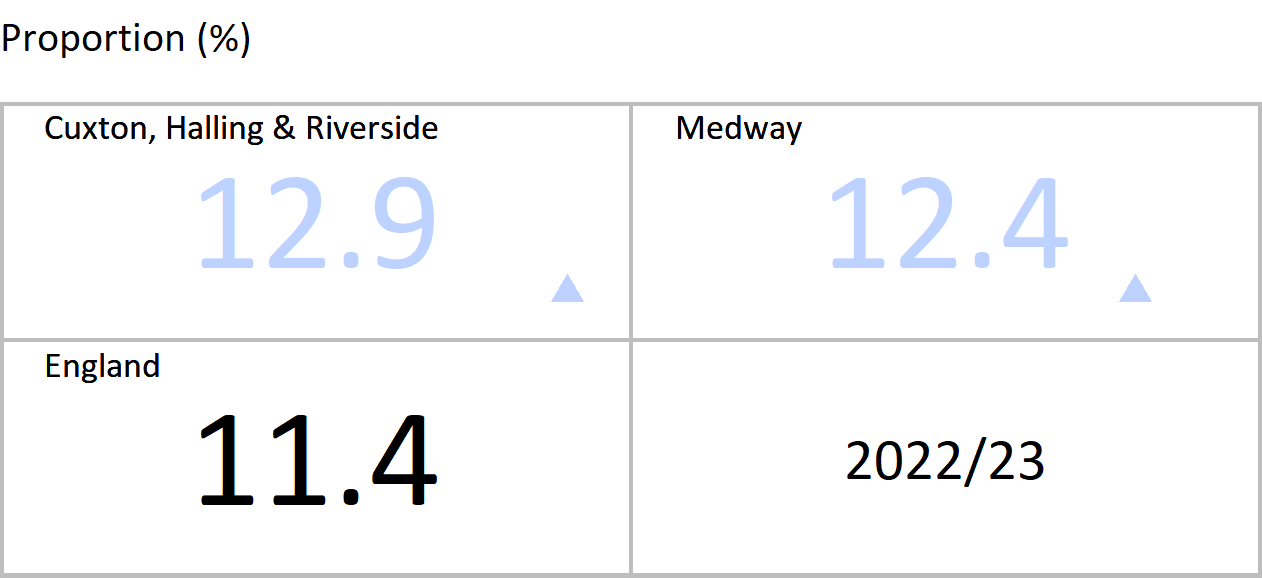 Proportion (%)
Cuxton, Halling & Riverside
12.9
Medway
12.4
England
11.4
2022/23